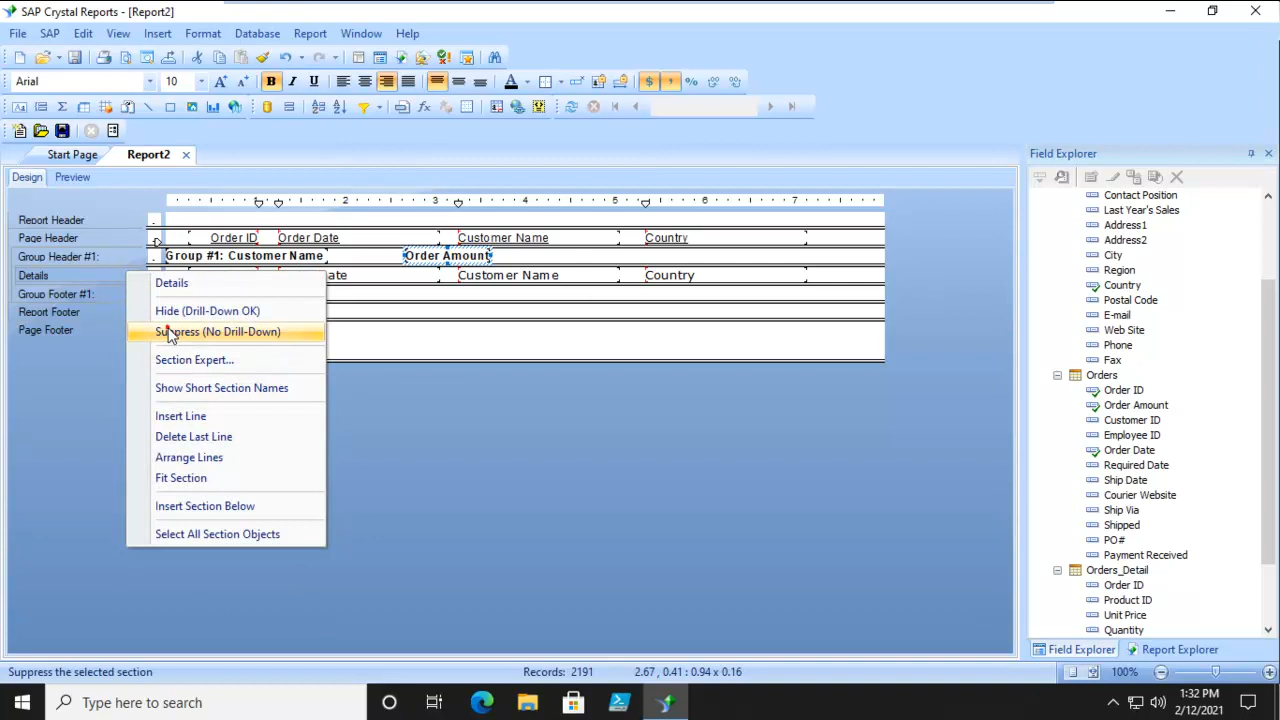 SAP Crystal Reports - [Report2]
File SAP Edit View Insert Format Database Report Window Help
Arial 10
Start Page Report2
Design Preview
1 2 3 4 5 6 7
Report Header
Page Header Order ID Order Date Customer Name Country
Group Header #1: Group #1: Customer Name Order Amount
Details Date Customer Name Country
Group Footer #1:
Report Footer
Page Footer
Details
Hide (Drill-Down OK)
Suppress (No Drill-Down)
Section Expert...
Show Short Section Names
Insert Line
Delete Last Line
Arrange Lines
Fit Section
Insert Section Below
Select All Section Objects
Field Explorer
Contact Position
Last Year's Sales
Address1
Address2
City
Region
Country
Postal Code
E-mail
Web Site
Phone
Fax
Orders
Order ID
Order Amount
Customer ID
Employee ID
Order Date
Required Date
Ship Date
Courier Website
Ship Via
Shipped
PO#
Payment Received
Orders_Detail
Order ID
Product ID
Unit Price
Quantity
Field Explorer Report Explorer
Suppress the selected section Records: 2191 2.67 , 0.41 : 0.94 x 0.16 100%
Type here to search
1:32 PM
2/12/2021